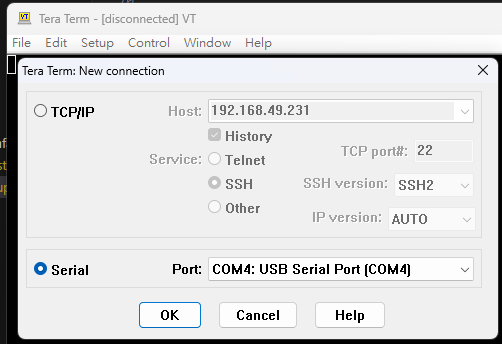 VT Tera Term - [disconnected] VT
File Edit Setup Control Window Help
Tera Term: New connection
TCP/IP Host: 192.168.49.231
History
Service: Telnet TCP port#: 22
SSH SSH version: SSH2
Other IP version: AUTO
Serial Port: COM4: USB Serial Port (COM4)
OK Cancel Help